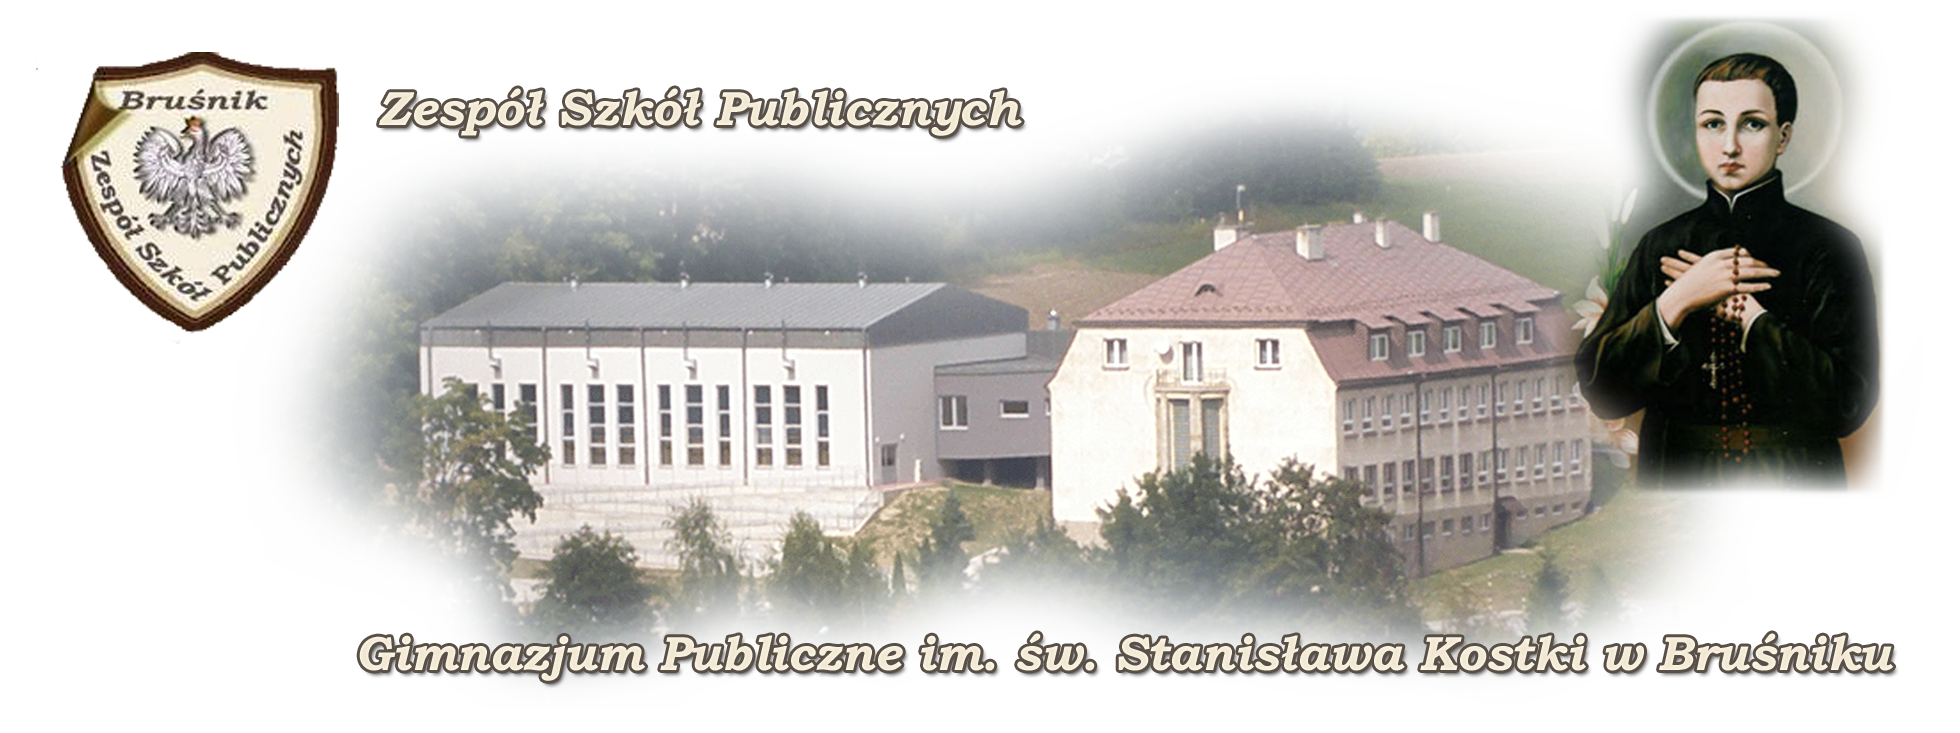 Bruśnik
Zespół Szkół Publicznych
Zespół Szkół Publicznych
Gimnazjum Publiczne im. św. Stanisława Kostki w Bruśniku